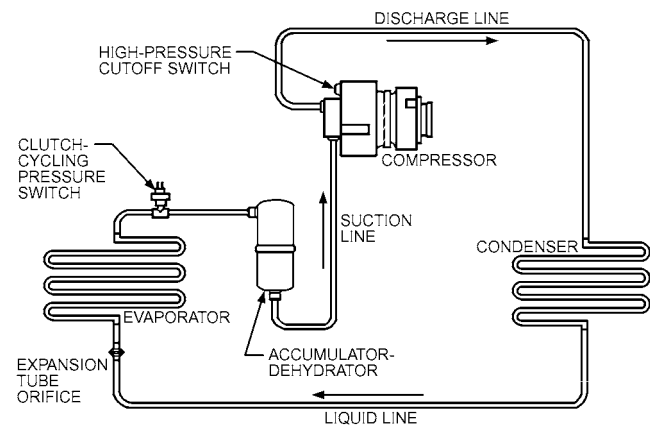 DISCHARGE LINE
HIGH-PRESSURE
CUTOFF SWITCH
CLUTCH-
CYCLING
PRESSURE
SWITCH
COMPRESSOR
SUCTION
LINE
CONDENSER
EVAPORATOR
EXPANSION
TUBE
ORIFICE
ACCUMULATOR-
DEHYDRATOR
LIQUID LINE